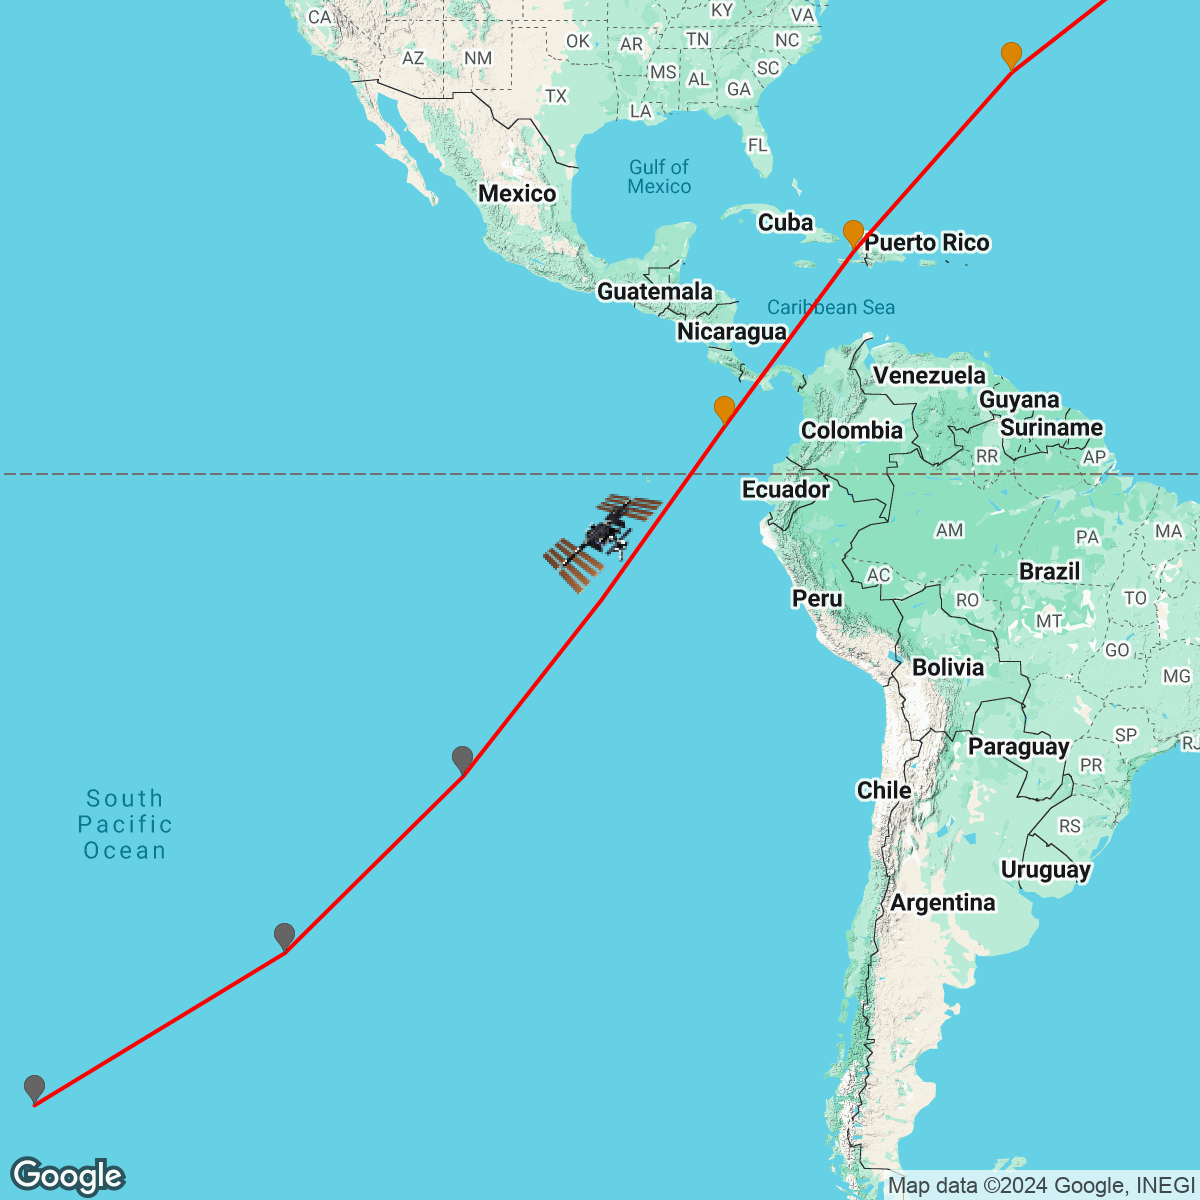 KY
VA
CA
OK
TN
NC
AR
AZ
NM
MS
SC
AL
GA
TX
LA
FL
Gulf of
Mexico
Mexico
Cuba
Puerto Rico
Guatemala
Caribbean Sea
Nicaragua
Venezuela
Guyana
Suriname
Colombia
RR
AP
Ecuador
AM
MA
PA
Brazil
AC
Peru
RO
TO
MT
GO
Bolivia
MG
SP
RJ
Paraguay
PR
Chile
South
Pacific
Ocean
RS
Uruguay
Argentina
Google
Map data ©2024 Google, INEGI